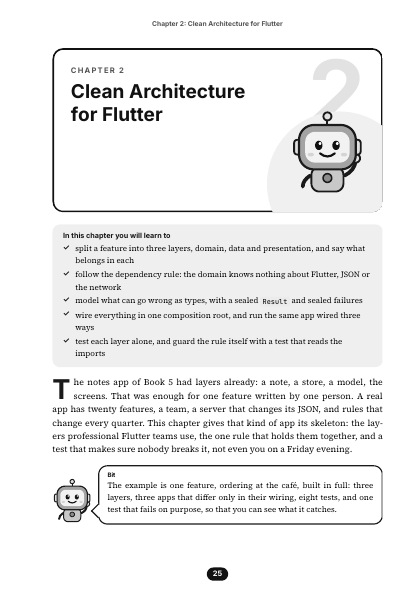 Chapter 2: Clean Architecture for Flutter
CHAPTER 2
2
Clean Architecture
for Flutter
In this chapter you will learn to
✓ split a feature into three layers, domain, data and presentation, and say what
belongs in each
✓ follow the dependency rule: the domain knows nothing about Flutter, JSON or
the network
✓ model what can go wrong as types, with a sealed Result and sealed failures
✓ wire everything in one composition root, and run the same app wired three
ways
✓ test each layer alone, and guard the rule itself with a test that reads the
imports
The notes app of Book 5 had layers already: a note, a store, a model, the
screens. That was enough for one feature written by one person. A real
app has twenty features, a team, a server that changes its JSON, and rules that
change every quarter. This chapter gives that kind of app its skeleton: the lay-
ers professional Flutter teams use, the one rule that holds them together, and a
test that makes sure nobody breaks it, not even you on a Friday evening.
Bit
The example is one feature, ordering at the café, built in full: three
layers, three apps that differ only in their wiring, eight tests, and one
test that fails on purpose, so that you can see what it catches.
25